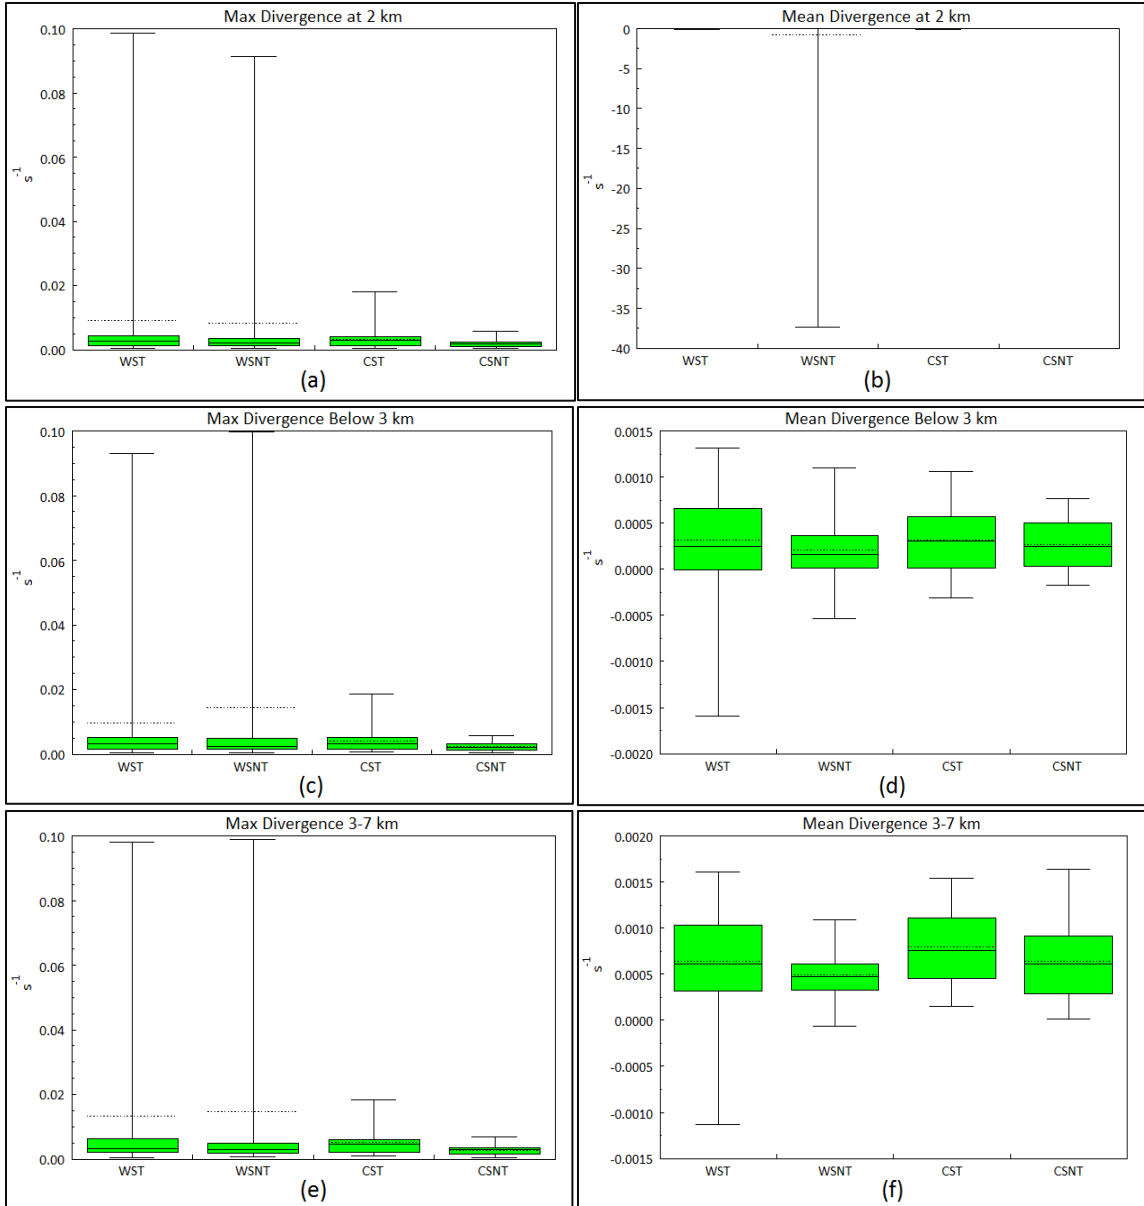 Max Divergence at 2 km
0.10
0.08
0.06
0.04
0.02
0.00
s-1
WST WSNT CST CSNT
(a)
Mean Divergence at 2 km
0
-5
-10
-15
-20
-25
-30
-35
-40
s-1
WST WSNT CST CSNT
(b)
Max Divergence Below 3 km
0.10
0.08
0.06
0.04
0.02
0.00
s-1
WST WSNT CST CSNT
(c)
Mean Divergence Below 3 km
0.0015
0.0010
0.0005
0.0000
-0.0005
-0.0010
-0.0015
-0.0020
s-1
WST WSNT CST CSNT
(d)
Max Divergence 3-7 km
0.10
0.08
0.06
0.04
0.02
0.00
s-1
WST WSNT CST CSNT
(e)
Mean Divergence 3-7 km
0.0020
0.0015
0.0010
0.0005
0.0000
-0.0005
-0.0010
-0.0015
s-1
WST WSNT CST CSNT
(f)